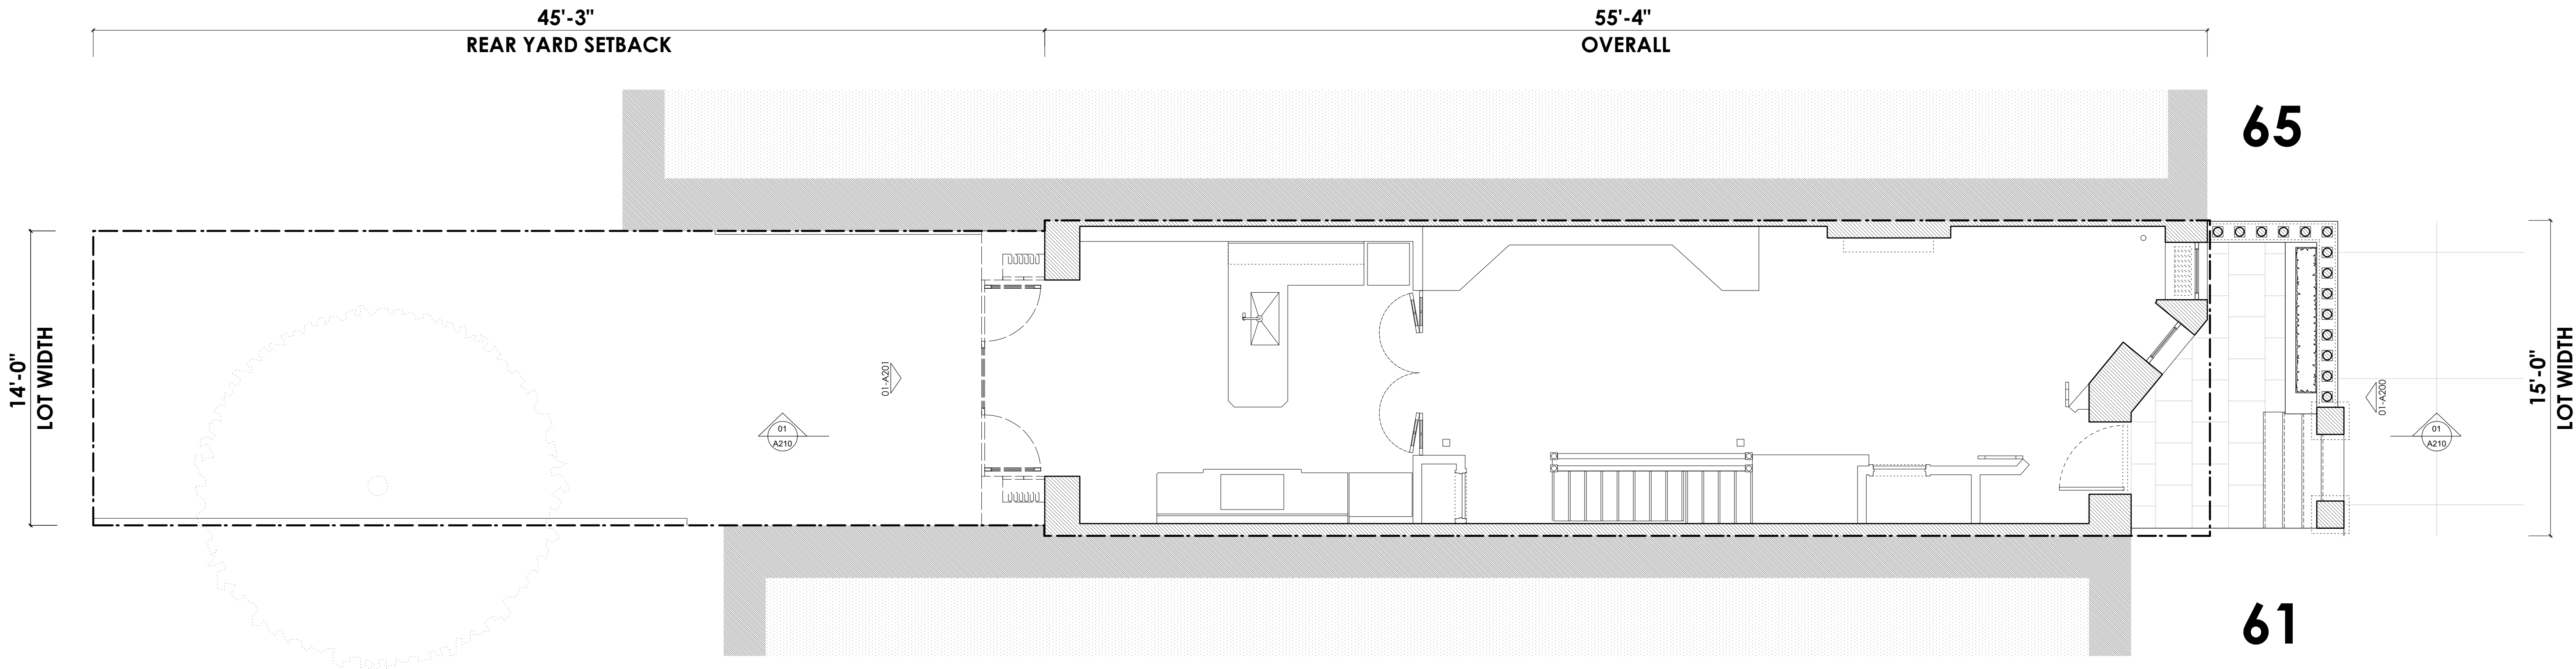 45'-3"
REAR YARD SETBACK
55'-4"
OVERALL
65
14'-0"
LOT WIDTH
01-A201
01
A210
01-A200
01
A210
15'-0"
LOT WIDTH
61